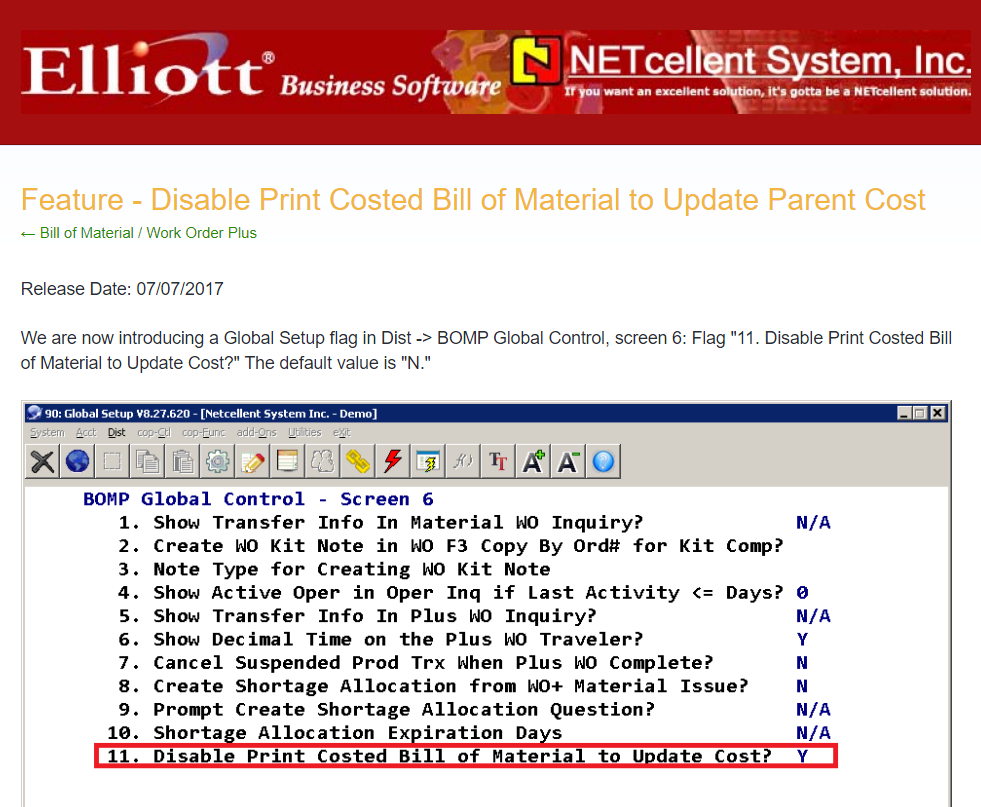 Elliott® Business Software
NETcellent System, Inc.
If you want an excellent solution, it's gotta be a NETcellent solution.
Feature - Disable Print Costed Bill of Material to Update Parent Cost
← Bill of Material / Work Order Plus
Release Date: 07/07/2017
We are now introducing a Global Setup flag in Dist -> BOMP Global Control, screen 6: Flag "11. Disable Print Costed Bill
of Material to Update Cost?" The default value is "N."
90: Global Setup V8.27.620 - [Netcellent System Inc. - Demo]
System Acct Dist cop-Ctl cop-Func add-Ons Utilities eXit
f() TT A+ A-
BOMP Global Control - Screen 6
1. Show Transfer Info In Material WO Inquiry? N/A
2. Create WO Kit Note in WO F3 Copy By Ord# for Kit Comp?
3. Note Type for Creating WO Kit Note
4. Show Active Oper in Oper Inq if Last Activity <= Days? 0
5. Show Transfer Info In Plus WO Inquiry? N/A
6. Show Decimal Time on the Plus WO Traveler? Y
7. Cancel Suspended Prod Trx When Plus WO Complete? N
8. Create Shortage Allocation from WO+ Material Issue? N
9. Prompt Create Shortage Allocation Question? N/A
10. Shortage Allocation Expiration Days N/A
11. Disable Print Costed Bill of Material to Update Cost? Y